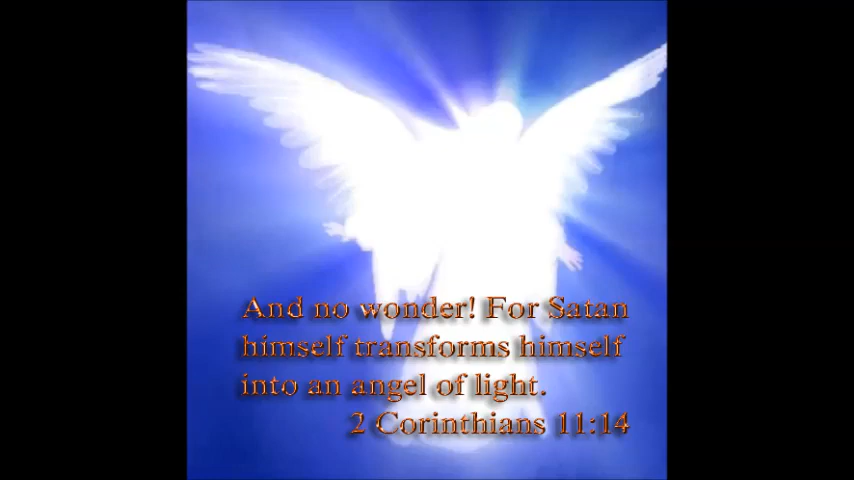 And no wonder! For Satan
himself transforms himself
into an angel of light.
2 Corinthians 11:14